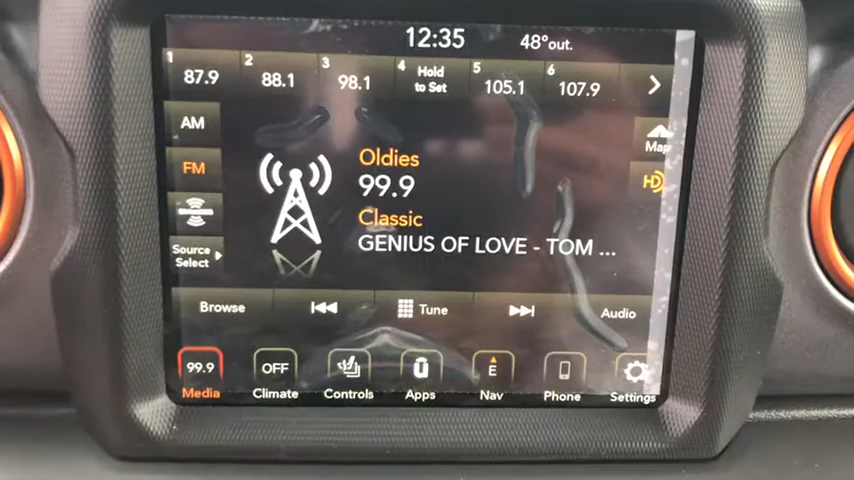 12:35 48°out.
1 87.9 2 88.1 3 98.1 4 Hold to Set 5 105.1 6 107.9
AM
FM
Source
Select
Oldies
99.9
Classic
GENIUS OF LOVE - TOM ...
Map
HD
Browse Tune Audio
99.9 OFF E
Media Climate Controls Apps Nav Phone Settings